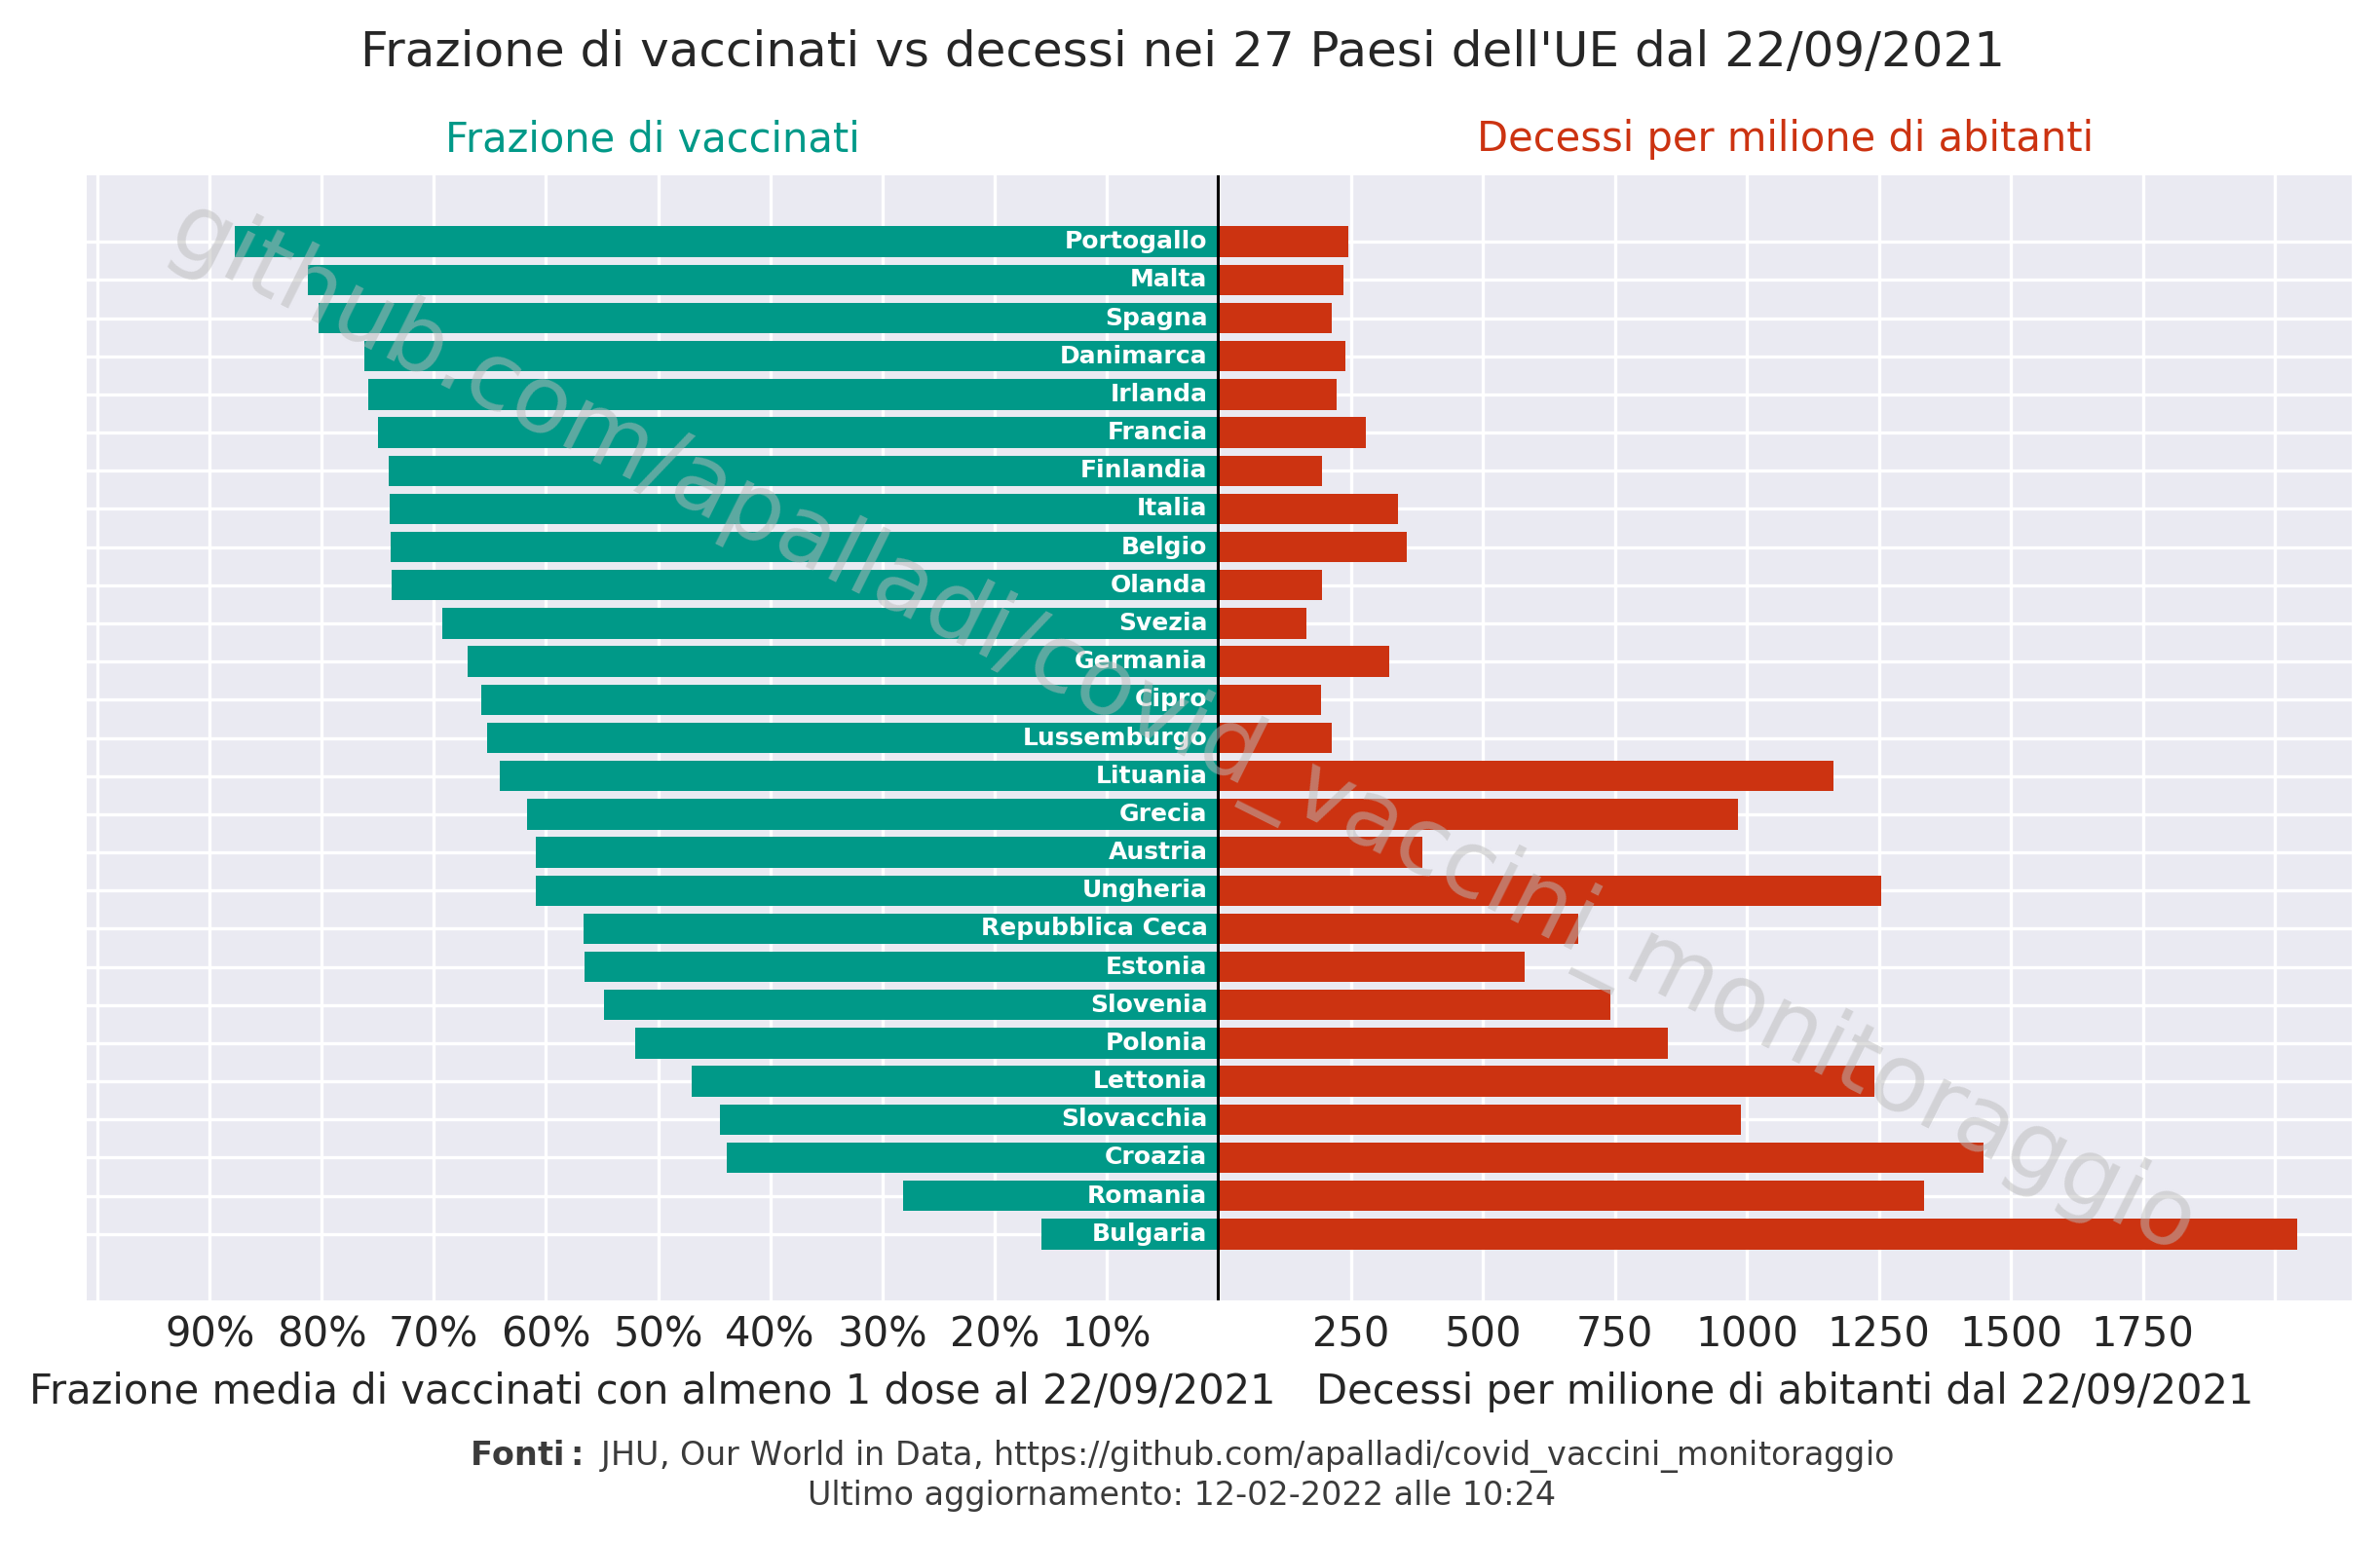 Frazione di vaccinati vs decessi nei 27 Paesi dell'UE dal 22/09/2021
Frazione di vaccinati
Decessi per milione di abitanti
Portogallo
Malta
Spagna
Danimarca
Irlanda
Francia
Finlandia
Italia
Belgio
Olanda
Svezia
Germania
Cipro
Lussemburgo
Lituania
Grecia
Austria
Ungheria
Repubblica Ceca
Estonia
Slovenia
Polonia
Lettonia
Slovacchia
Croazia
Romania
Bulgaria
github.com/apalladi/covid_vaccini_monitoraggio
90% 80% 70% 60% 50% 40% 30% 20% 10% 250 500 750 1000 1250 1500 1750
Frazione media di vaccinati con almeno 1 dose al 22/09/2021
Decessi per milione di abitanti dal 22/09/2021
Fonti: JHU, Our World in Data, https://github.com/apalladi/covid_vaccini_monitoraggio
Ultimo aggiornamento: 12-02-2022 alle 10:24